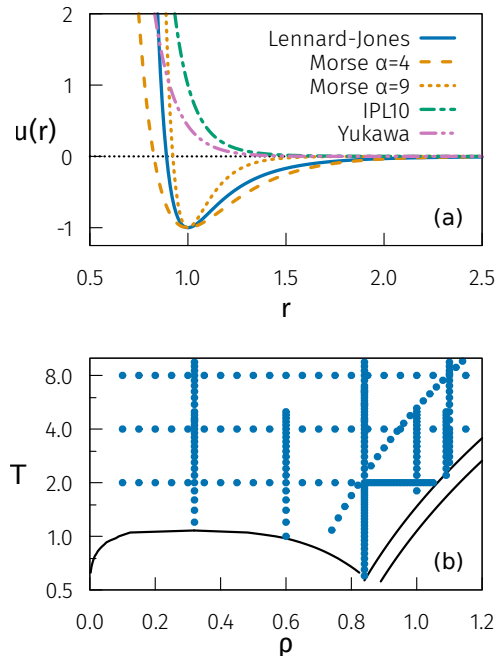 2
Lennard-Jones
Morse α=4
Morse α=9
1
IPL10
u(r)
Yukawa
0
-1
(a)
0.5 1.0 1.5 2.0 2.5
r
8.0
4.0
T
2.0
1.0
(b)
0.5
0.0 0.2 0.4 0.6 0.8 1.0 1.2
ρ